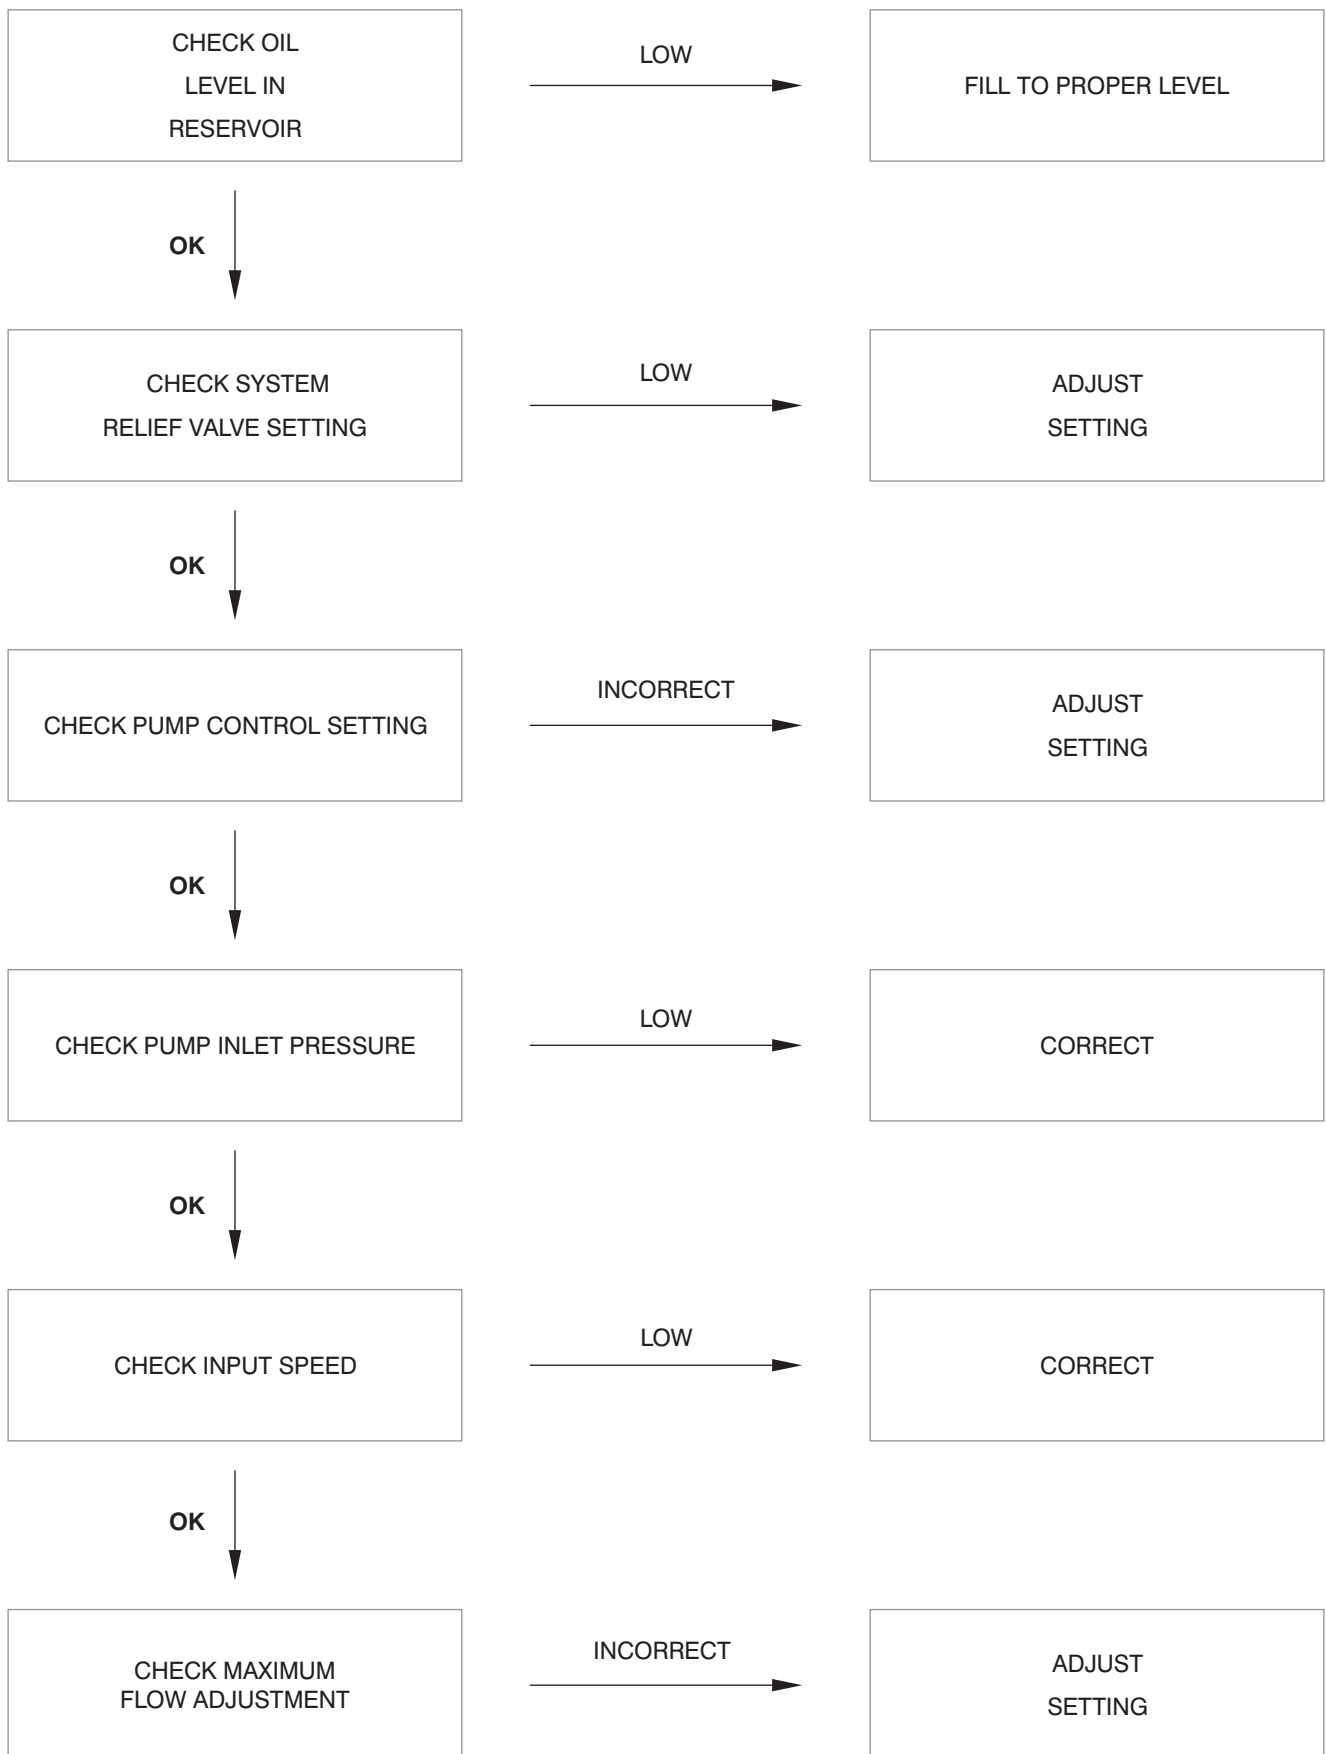 CHECK OIL
LEVEL IN
RESERVOIR
LOW
FILL TO PROPER LEVEL
OK
CHECK SYSTEM
RELIEF VALVE SETTING
LOW
ADJUST
SETTING
OK
CHECK PUMP CONTROL SETTING
INCORRECT
ADJUST
SETTING
OK
CHECK PUMP INLET PRESSURE
LOW
CORRECT
OK
CHECK INPUT SPEED
LOW
CORRECT
OK
CHECK MAXIMUM
FLOW ADJUSTMENT
INCORRECT
ADJUST
SETTING